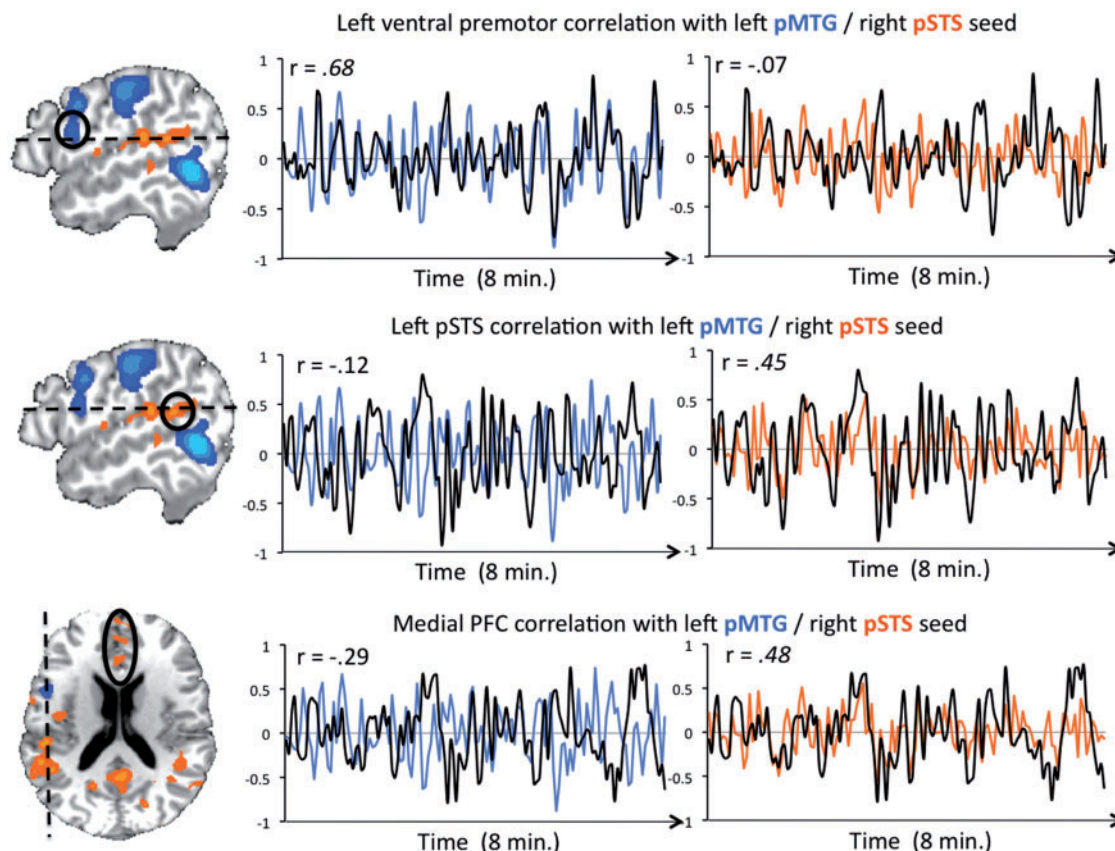 Left ventral premotor correlation with left pMTG / right pSTS seed
r = .68
1
0.5
0
-0.5
-1
Time (8 min.)
r = -.07
1
0.5
0
-0.5
-1
Time (8 min.)
Left pSTS correlation with left pMTG / right pSTS seed
r = -.12
1
0.5
0
-0.5
-1
Time (8 min.)
r = .45
1
0.5
0
-0.5
-1
Time (8 min.)
Medial PFC correlation with left pMTG / right pSTS seed
r = -.29
1
0.5
0
-0.5
-1
Time (8 min.)
r = .48
1
0.5
0
-0.5
-1
Time (8 min.)